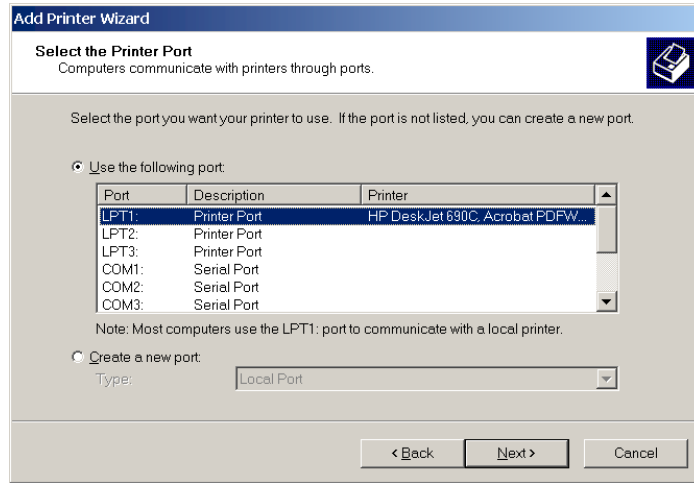 Add Printer Wizard
Select the Printer Port
Computers communicate with printers through ports.
Select the port you want your printer to use. If the port is not listed, you can create a new port.
Use the following port:
Port Description Printer
LPT1: Printer Port HP DeskJet 690C, Acrobat PDFW...
LPT2: Printer Port
LPT3: Printer Port
COM1: Serial Port
COM2: Serial Port
COM3: Serial Port
Note: Most computers use the LPT1: port to communicate with a local printer.
Create a new port:
Type: Local Port
< Back Next > Cancel